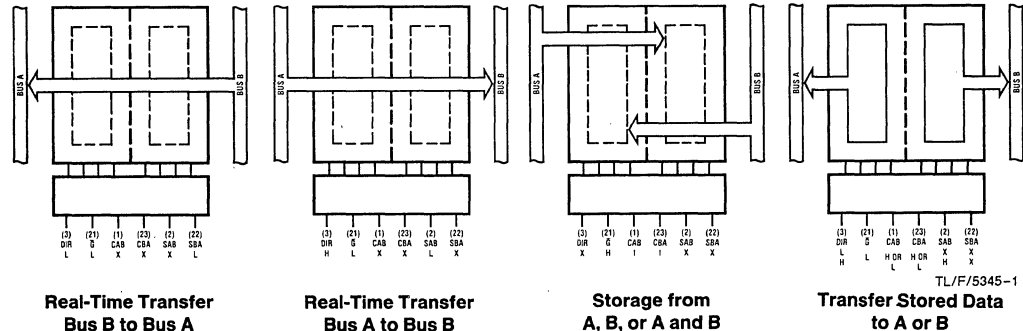 BUS A
BUS B
BUS A
BUS B
BUS A
BUS B
BUS A
BUS B
(3) (21) (1) (23) (2) (22)
DIR G̅ CAB CBA SAB SBA
L L X X X L
(3) (21) (1) (23) (2) (22)
DIR G̅ CAB CBA SAB SBA
H L X X L X
(3) (21) (1) (23) (2) (22)
DIR G̅ CAB CBA SAB SBA
X H I I X X
(3) (21) (1) (23) (2) (22)
DIR G̅ CAB CBA SAB SBA
L L H OR L H OR L X X
H H X
TL/F/5345–1
Real-Time Transfer
Bus B to Bus A
Real-Time Transfer
Bus A to Bus B
Storage from
A, B, or A and B
Transfer Stored Data
to A or B